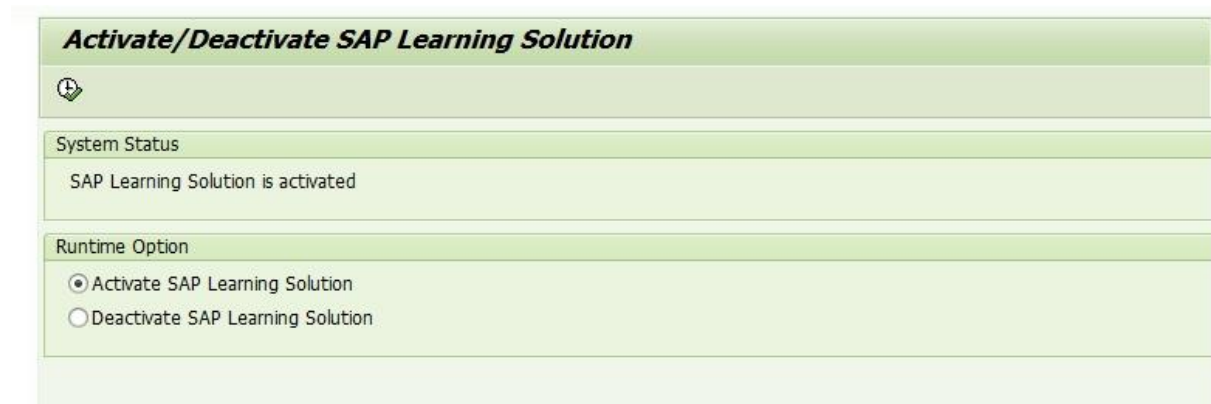 Activate/Deactivate SAP Learning Solution
System Status
SAP Learning Solution is activated
Runtime Option
Activate SAP Learning Solution
Deactivate SAP Learning Solution